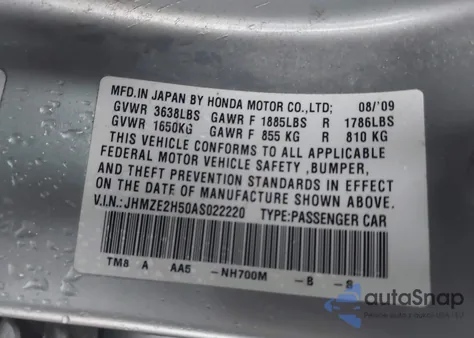 MFD.IN JAPAN BY HONDA MOTOR CO.,LTD; 08/'09
GVWR 3638LBS GAWR F 1885LBS R 1786LBS
GVWR 1650KG GAWR F 855 KG R 810 KG
THIS VEHICLE CONFORMS TO ALL APPLICABLE
FEDERAL MOTOR VEHICLE SAFETY ,BUMPER,
AND THEFT PREVENTION STANDARDS IN EFFECT
ON THE DATE OF MANUFACTURE SHOWN ABOVE.
V.I.N.: JHMZE2H50AS022220 TYPE:PASSENGER CAR
TM8 A AA5 -NH700M -B -S
autoSnap